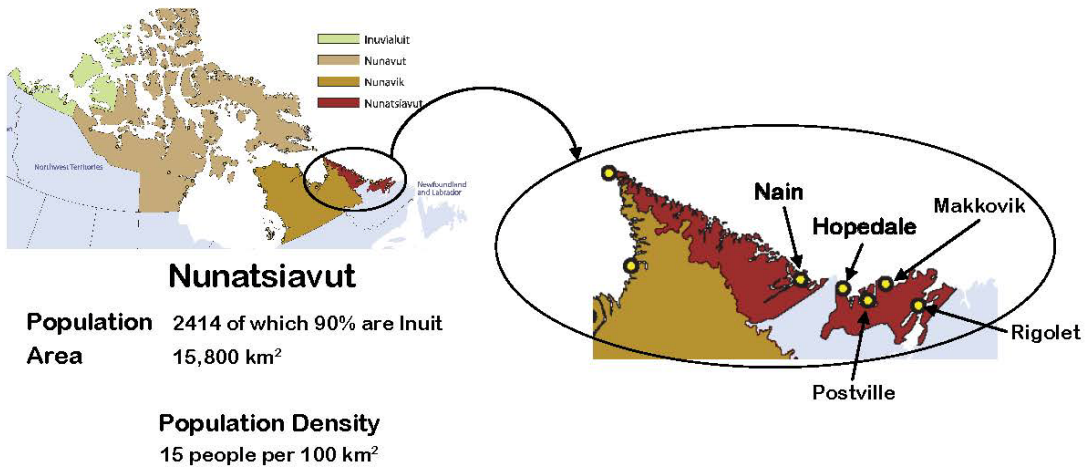 Inuvialuit
Nunavut
Nunavik
Nunatsiavut
Northwest Territories
Newfoundland
and Labrador
Nain
Hopedale
Makkovik
Rigolet
Postville
Nunatsiavut
Population 2414 of which 90% are Inuit
Area 15,800 km²
Population Density
15 people per 100 km²